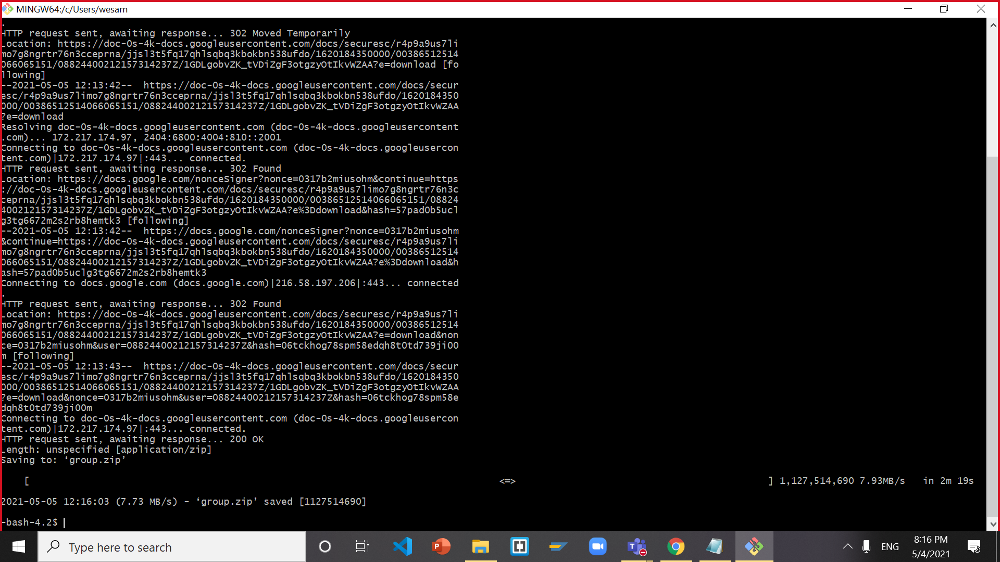 MINGW64:/c/Users/wesam
.
HTTP request sent, awaiting response... 302 Moved Temporarily
Location: https://doc-0s-4k-docs.googleusercontent.com/docs/securesc/r4p9a9us7li
mo7g8ngrtr76n3cceprna/jjsl3t5fq17qhlsqbq3kbokbn538ufdo/1620184350000/00386512514
066065151/08824400212157314237Z/1GDLgobvZK_tVDiZgF3otgzyOtIkvWZAA?e=download [fo
llowing]
--2021-05-05 12:13:42--  https://doc-0s-4k-docs.googleusercontent.com/docs/secur
esc/r4p9a9us7limo7g8ngrtr76n3cceprna/jjsl3t5fq17qhlsqbq3kbokbn538ufdo/1620184350
000/00386512514066065151/08824400212157314237Z/1GDLgobvZK_tVDiZgF3otgzyOtIkvWZAA
?e=download
Resolving doc-0s-4k-docs.googleusercontent.com (doc-0s-4k-docs.googleusercontent
.com)... 172.217.174.97, 2404:6800:4004:810::2001
Connecting to doc-0s-4k-docs.googleusercontent.com (doc-0s-4k-docs.googleusercon
tent.com)|172.217.174.97|:443... connected.
HTTP request sent, awaiting response... 302 Found
Location: https://docs.google.com/nonceSigner?nonce=0317b2miusohm&continue=https
://doc-0s-4k-docs.googleusercontent.com/docs/securesc/r4p9a9us7limo7g8ngrtr76n3c
ceprna/jjsl3t5fq17qhlsqbq3kbokbn538ufdo/1620184350000/00386512514066065151/08824
400212157314237Z/1GDLgobvZK_tVDiZgF3otgzyOtIkvWZAA?e%3Ddownload&hash=57pad0b5ucl
g3tg6672m2s2rb8hemtk3 [following]
--2021-05-05 12:13:42--  https://docs.google.com/nonceSigner?nonce=0317b2miusohm
&continue=https://doc-0s-4k-docs.googleusercontent.com/docs/securesc/r4p9a9us7li
mo7g8ngrtr76n3cceprna/jjsl3t5fq17qhlsqbq3kbokbn538ufdo/1620184350000/00386512514
066065151/08824400212157314237Z/1GDLgobvZK_tVDiZgF3otgzyOtIkvWZAA?e%3Ddownload&h
ash=57pad0b5uclg3tg6672m2s2rb8hemtk3
Connecting to docs.google.com (docs.google.com)|216.58.197.206|:443... connected
.
HTTP request sent, awaiting response... 302 Found
Location: https://doc-0s-4k-docs.googleusercontent.com/docs/securesc/r4p9a9us7li
mo7g8ngrtr76n3cceprna/jjsl3t5fq17qhlsqbq3kbokbn538ufdo/1620184350000/00386512514
066065151/08824400212157314237Z/1GDLgobvZK_tVDiZgF3otgzyOtIkvWZAA?e=download&non
ce=0317b2miusohm&user=08824400212157314237Z&hash=06tckhog78spm58edqh8t0td739ji00
m [following]
--2021-05-05 12:13:43--  https://doc-0s-4k-docs.googleusercontent.com/docs/secur
esc/r4p9a9us7limo7g8ngrtr76n3cceprna/jjsl3t5fq17qhlsqbq3kbokbn538ufdo/1620184350
000/00386512514066065151/08824400212157314237Z/1GDLgobvZK_tVDiZgF3otgzyOtIkvWZAA
?e=download&nonce=0317b2miusohm&user=08824400212157314237Z&hash=06tckhog78spm58e
dqh8t0td739ji00m
Connecting to doc-0s-4k-docs.googleusercontent.com (doc-0s-4k-docs.googleusercon
tent.com)|172.217.174.97|:443... connected.
HTTP request sent, awaiting response... 200 OK
Length: unspecified [application/zip]
Saving to: ‘group.zip’
[ <=> ] 1,127,514,690 7.93MB/s   in 2m 19s
2021-05-05 12:16:03 (7.73 MB/s) - ‘group.zip’ saved [1127514690]
-bash-4.2$
Type here to search
ENG
8:16 PM
5/4/2021